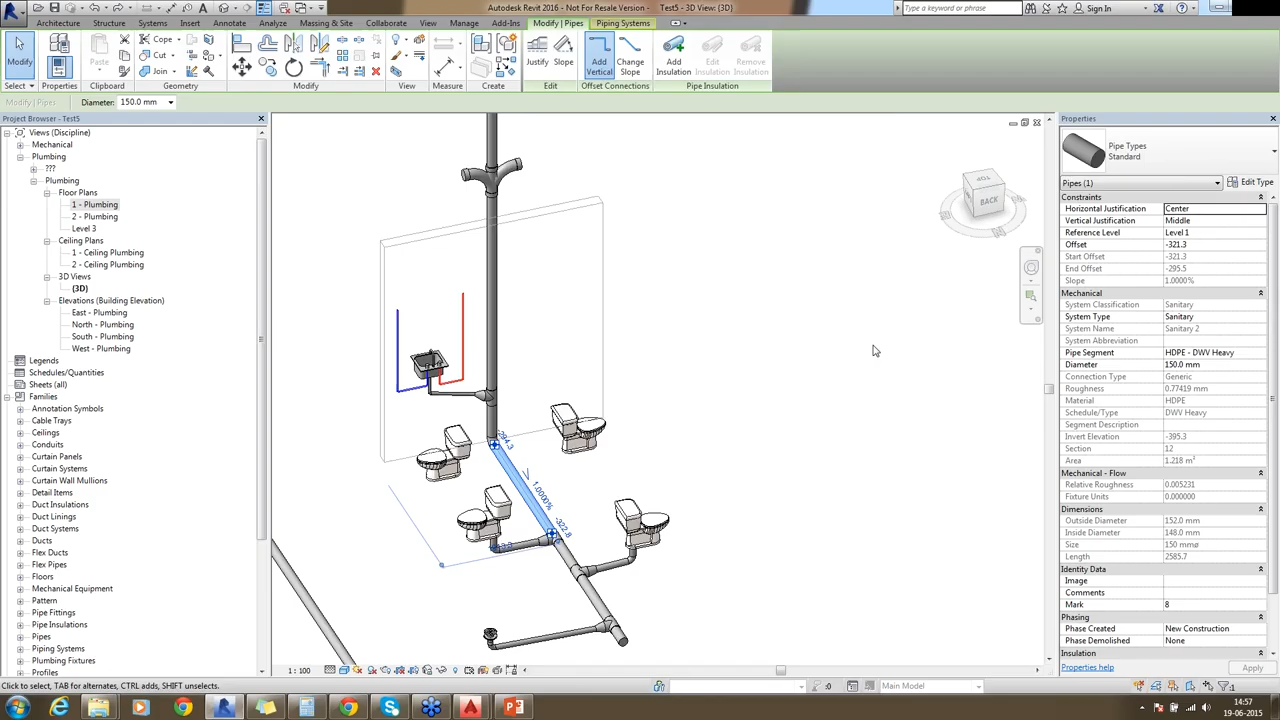 Autodesk Revit 2016 - Not For Resale Version - Test5 - 3D View: {3D}
Type a keyword or phrase
Sign In
Architecture Structure Systems Insert Annotate Analyze Massing & Site Collaborate View Manage Add-Ins Modify | Pipes Piping Systems
Modify
Paste
Cope
Cut
Join
Justify Slope
Add Vertical
Change Slope
Add Insulation
Edit Insulation
Remove Insulation
Select Properties Clipboard Geometry Modify View Measure Create Edit Offset Connections Pipe Insulation
Modify | Pipes Diameter: 150.0 mm
Project Browser - Test5
Views (Discipline)
Mechanical
Plumbing
???
Plumbing
Floor Plans
1 - Plumbing
2 - Plumbing
Level 3
Ceiling Plans
1 - Ceiling Plumbing
2 - Ceiling Plumbing
3D Views
{3D}
Elevations (Building Elevation)
East - Plumbing
North - Plumbing
South - Plumbing
West - Plumbing
Legends
Schedules/Quantities
Sheets (all)
Families
Annotation Symbols
Cable Trays
Ceilings
Conduits
Curtain Panels
Curtain Systems
Curtain Wall Mullions
Detail Items
Duct Insulations
Duct Linings
Duct Systems
Ducts
Flex Ducts
Flex Pipes
Floors
Mechanical Equipment
Pattern
Pipe Fittings
Pipe Insulations
Pipes
Piping Systems
Plumbing Fixtures
Profiles
TOP
BACK
-294.3
1.0000%
-322.8
1 : 100
Properties
Pipe Types
Standard
Pipes (1)
Edit Type
Constraints
Horizontal Justification Center
Vertical Justification Middle
Reference Level Level 1
Offset -321.3
Start Offset -321.3
End Offset -295.5
Slope 1.0000%
Mechanical
System Classification Sanitary
System Type Sanitary
System Name Sanitary 2
System Abbreviation
Pipe Segment HDPE - DWV Heavy
Diameter 150.0 mm
Connection Type Generic
Roughness 0.77419 mm
Material HDPE
Schedule/Type DWV Heavy
Segment Description
Invert Elevation -395.3
Section 12
Area 1.218 m²
Mechanical - Flow
Relative Roughness 0.005231
Fixture Units 0.000000
Dimensions
Outside Diameter 152.0 mm
Inside Diameter 148.0 mm
Size 150 mmø
Length 2585.7
Identity Data
Image
Comments
Mark 8
Phasing
Phase Created New Construction
Phase Demolished None
Insulation
Properties help
Apply
Click to select, TAB for alternates, CTRL adds, SHIFT unselects.
:0
Main Model
:1
14:57
19-06-2015